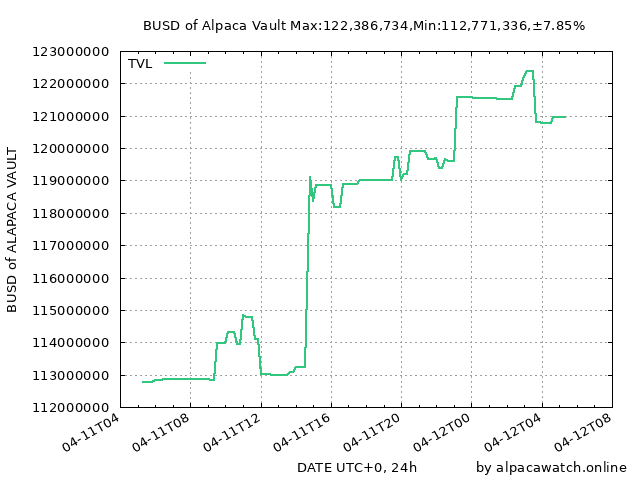 BUSD of Alpaca Vault Max:122,386,734,Min:112,771,336,±7.85%
TVL
123000000
122000000
121000000
120000000
119000000
118000000
117000000
116000000
115000000
114000000
113000000
112000000
BUSD of ALAPACA VAULT
04-11T04
04-11T08
04-11T12
04-11T16
04-11T20
04-12T00
04-12T04
04-12T08
DATE UTC+0, 24h
by alpacawatch.online